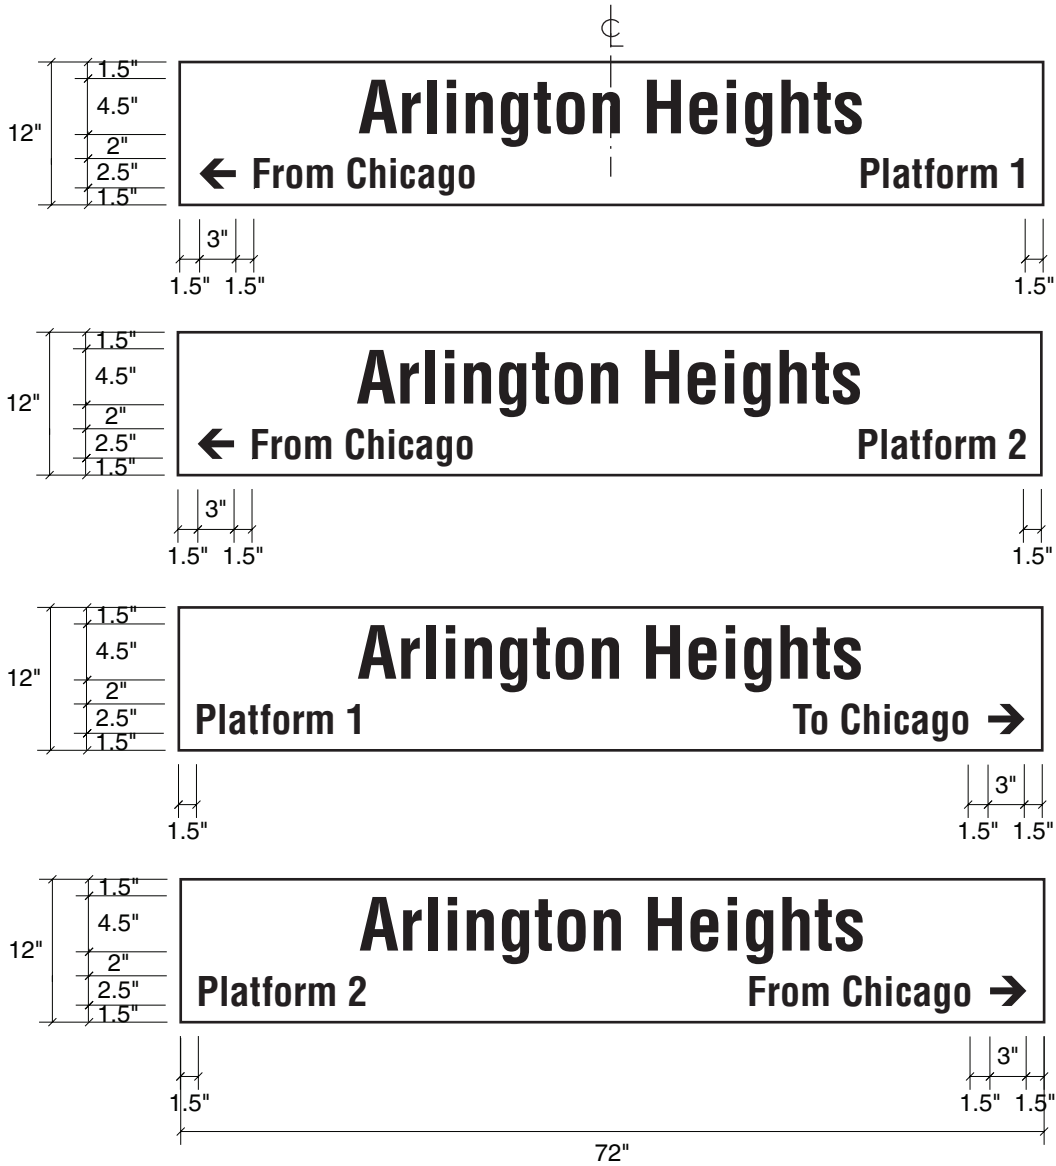 ℄
1.5"
Arlington Heights
4.5"
12"
2"
2.5"
← From Chicago Platform 1
1.5"
3"
1.5" 1.5" 1.5"
1.5"
Arlington Heights
4.5"
12"
2"
2.5"
← From Chicago Platform 2
1.5"
3"
1.5" 1.5" 1.5"
1.5"
Arlington Heights
4.5"
12"
2"
2.5"
Platform 1 To Chicago →
1.5"
3"
1.5" 1.5" 1.5"
1.5"
Arlington Heights
4.5"
12"
2"
2.5"
Platform 2 From Chicago →
1.5"
3"
1.5" 1.5" 1.5"
72"